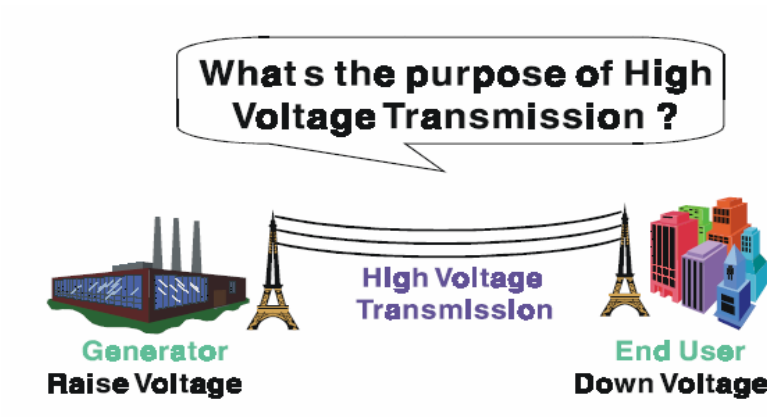 What s the purpose of High
Voltage Transmission ?
High Voltage
Transmission
Generator
Raise Voltage
End User
Down Voltage